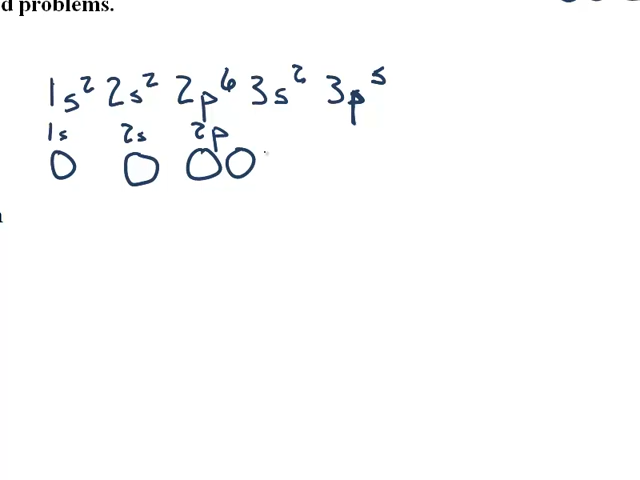 d problems.
1s² 2s² 2p⁶ 3s² 3p⁵
1s 2s 2p